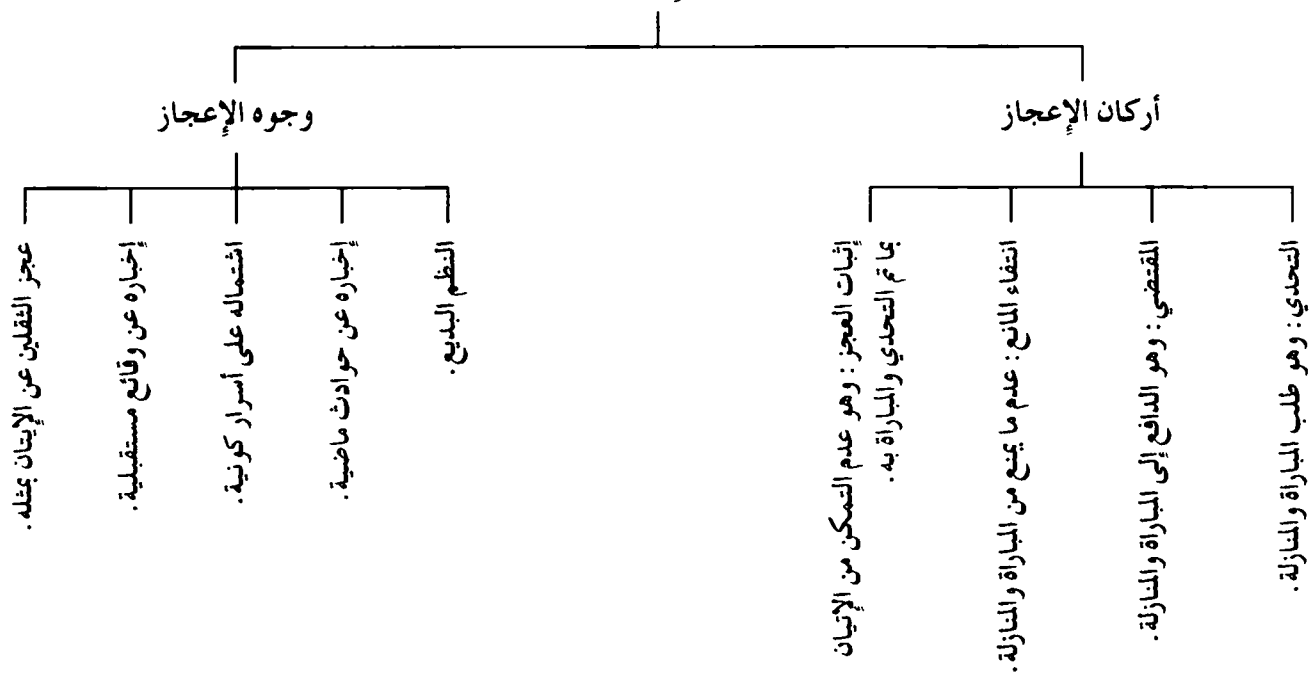 أركان الإعجاز
التحدي : وهو طلب المباراة والمنازلة.
المقتضي : وهو الدافع إلى المباراة والمنازلة.
انتفاء المانع : عدم ما يمنع من المباراة والمنازلة.
إثبات العجز : وهو عدم التمكن من الإتيان
بما تم التحدي والمباراة به.
وجوه الإعجاز
النظم البديع.
إخباره عن حوادث ماضية.
اشتماله على أسرار كونية.
إخباره عن وقائع مستقبلية.
عجز الثقلين عن الإتيان بمثله.